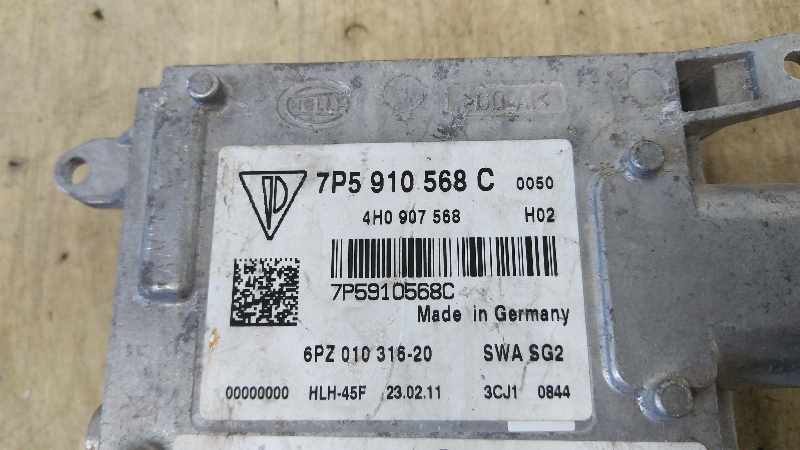 HELLA
7P5 910 568 C 0050
4H0 907 568 H02
7P5910568C
Made in Germany
6PZ 010 316-20 SWA SG2
00000000 HLH-45F 23.02.11 3CJ1 0844